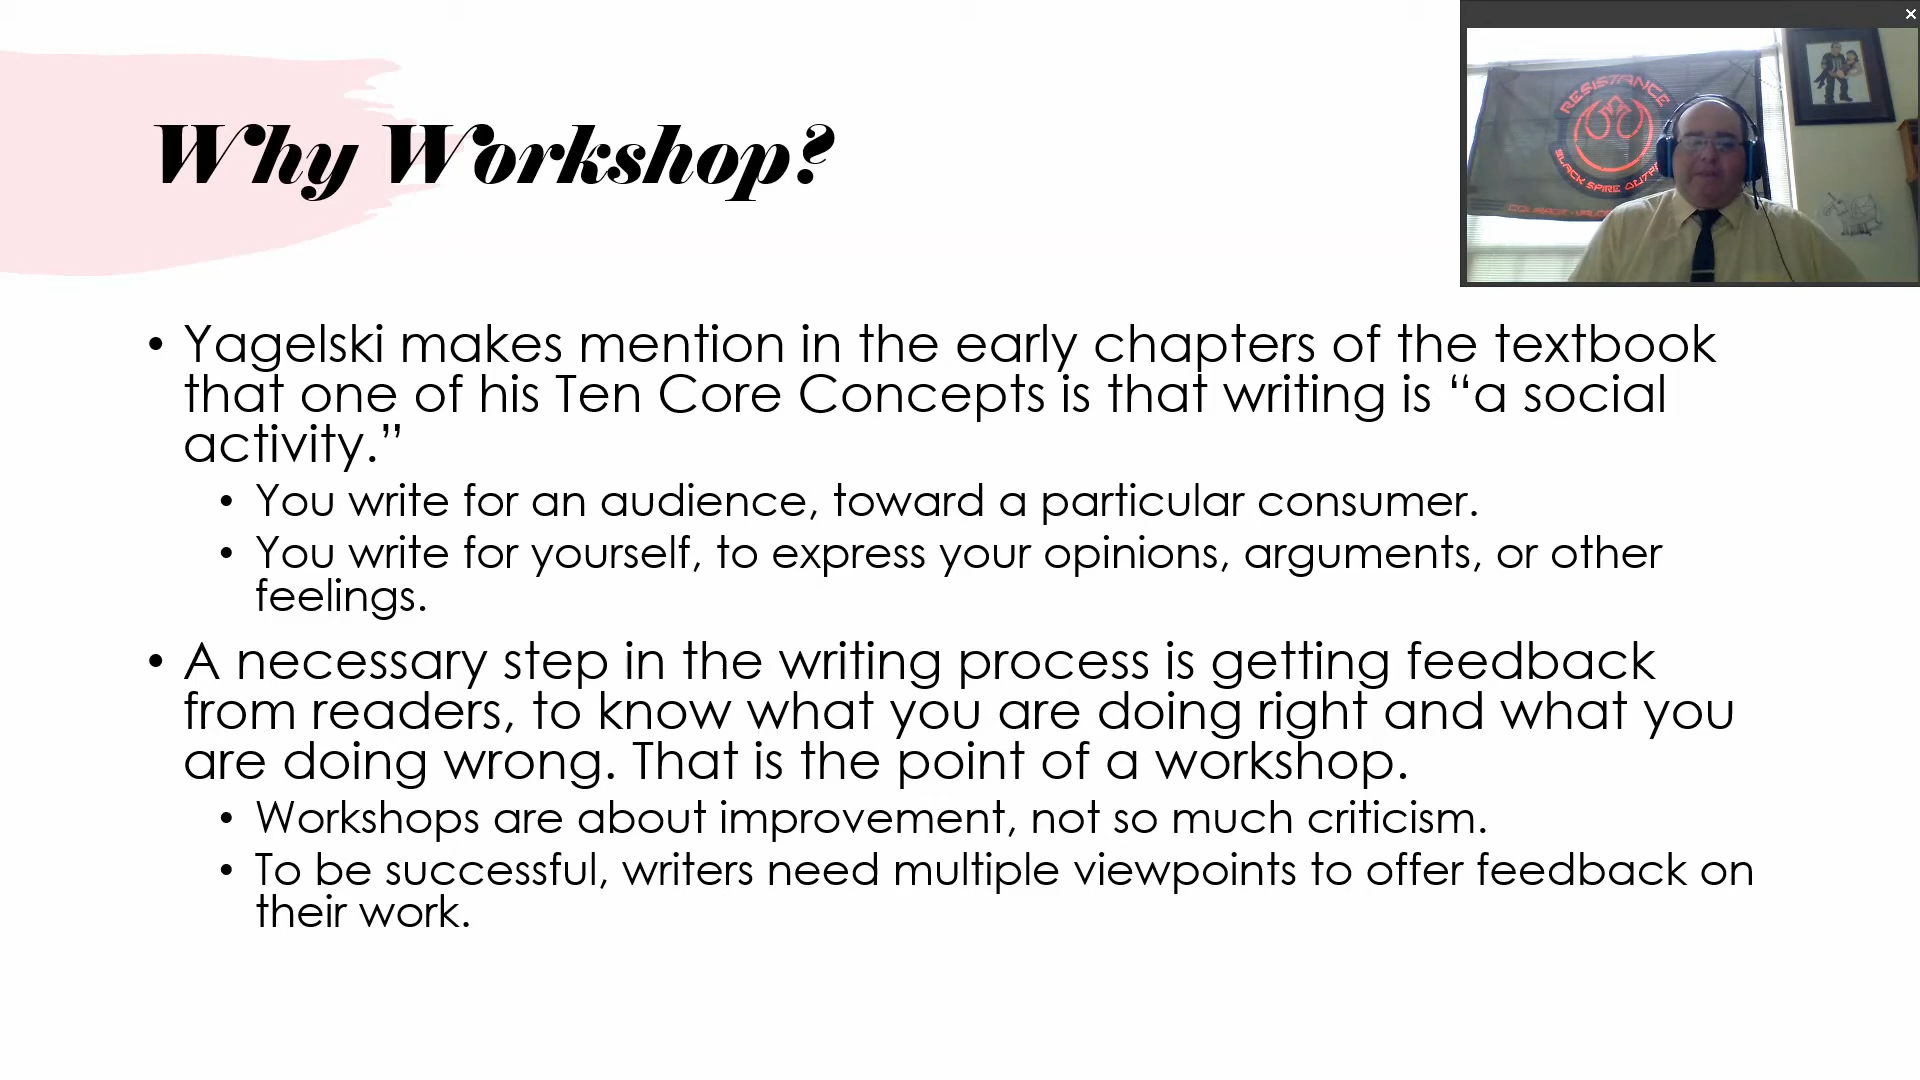 Why Workshop?
• Yagelski makes mention in the early chapters of the textbook
that one of his Ten Core Concepts is that writing is “a social
activity.”
• You write for an audience, toward a particular consumer.
• You write for yourself, to express your opinions, arguments, or other
feelings.
• A necessary step in the writing process is getting feedback
from readers, to know what you are doing right and what you
are doing wrong. That is the point of a workshop.
• Workshops are about improvement, not so much criticism.
• To be successful, writers need multiple viewpoints to offer feedback on
their work.
RESISTANCE
BLACK SPIRE